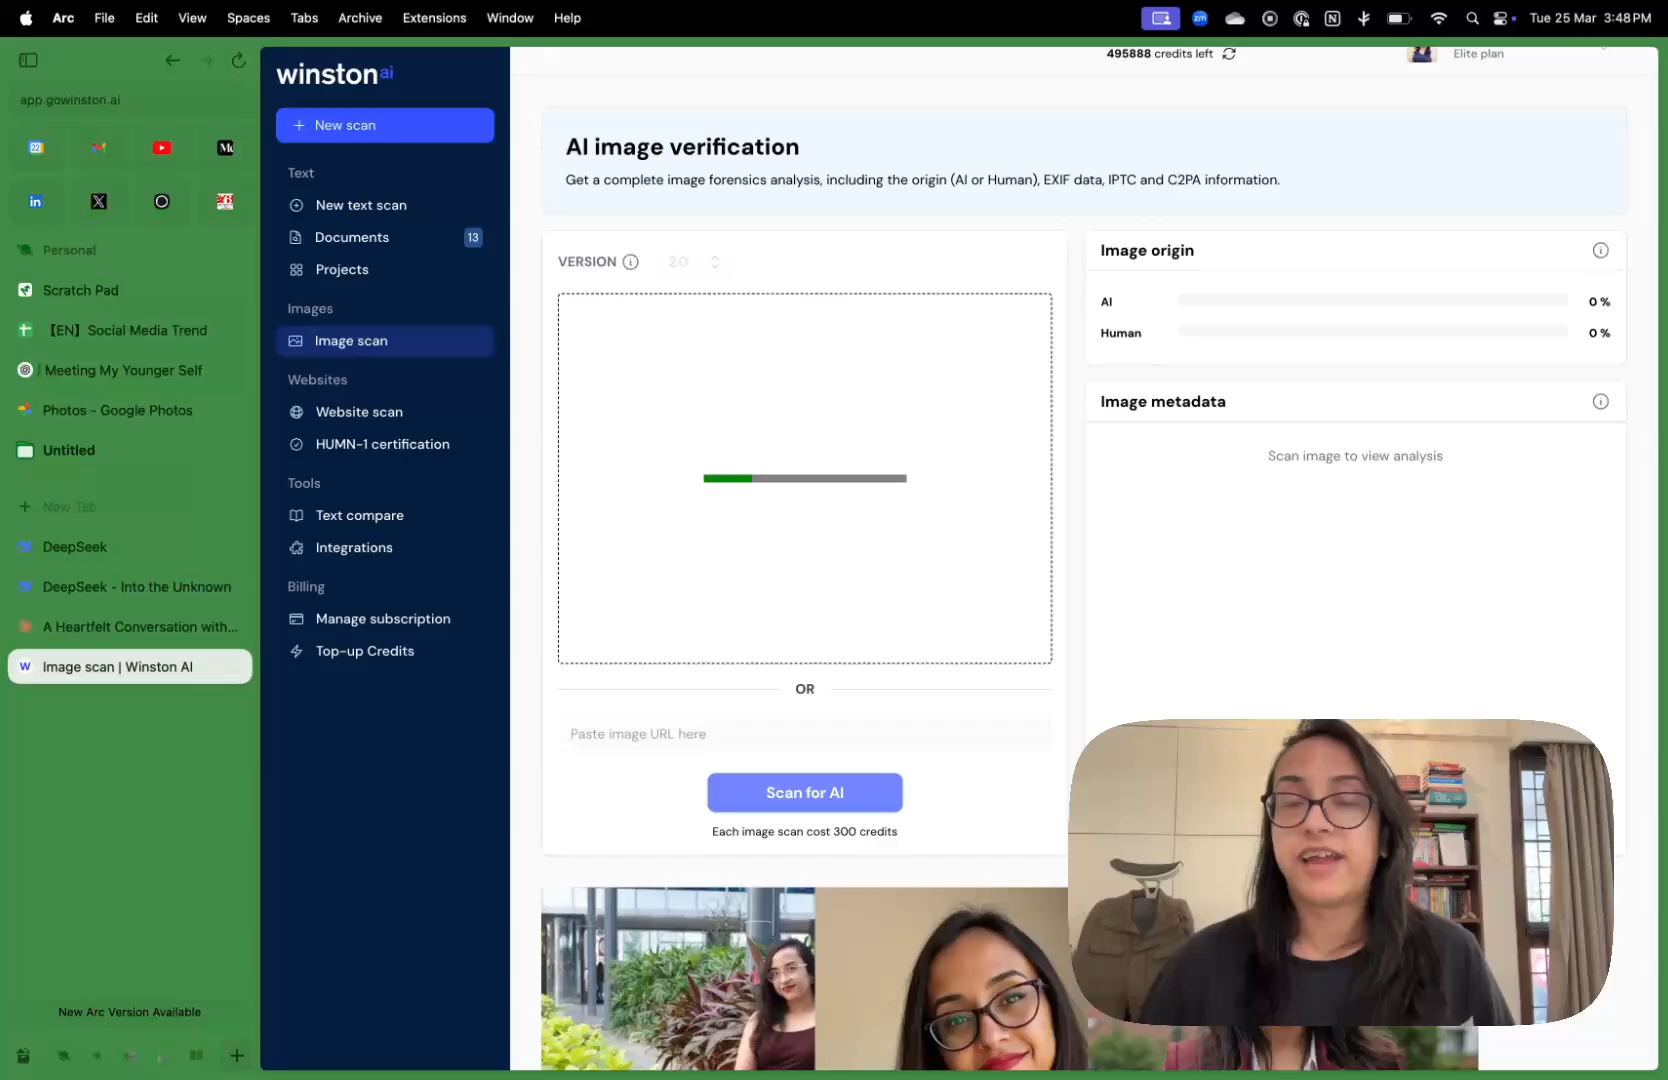 Arc File Edit View Spaces Tabs Archive Extensions Window Help
zm
Tue 25 Mar 3:48PM
app.gowinston.ai
22
in
Personal
Scratch Pad
【EN】Social Media Trend
/ Meeting My Younger Self
Photos - Google Photos
Untitled
+ New Tab
DeepSeek
DeepSeek - Into the Unknown
A Heartfelt Conversation with...
W Image scan | Winston AI
New Arc Version Available
winston ai
+ New scan
Text
New text scan
Documents 13
Projects
Images
Image scan
Websites
Website scan
HUMN-1 certification
Tools
Text compare
Integrations
Billing
Manage subscription
Top-up Credits
495888 credits left
Elite plan
AI image verification
Get a complete image forensics analysis, including the origin (AI or Human), EXIF data, IPTC and C2PA information.
VERSION 2.0
OR
Paste image URL here
Scan for AI
Each image scan cost 300 credits
Image origin
AI 0 %
Human 0 %
Image metadata
Scan image to view analysis